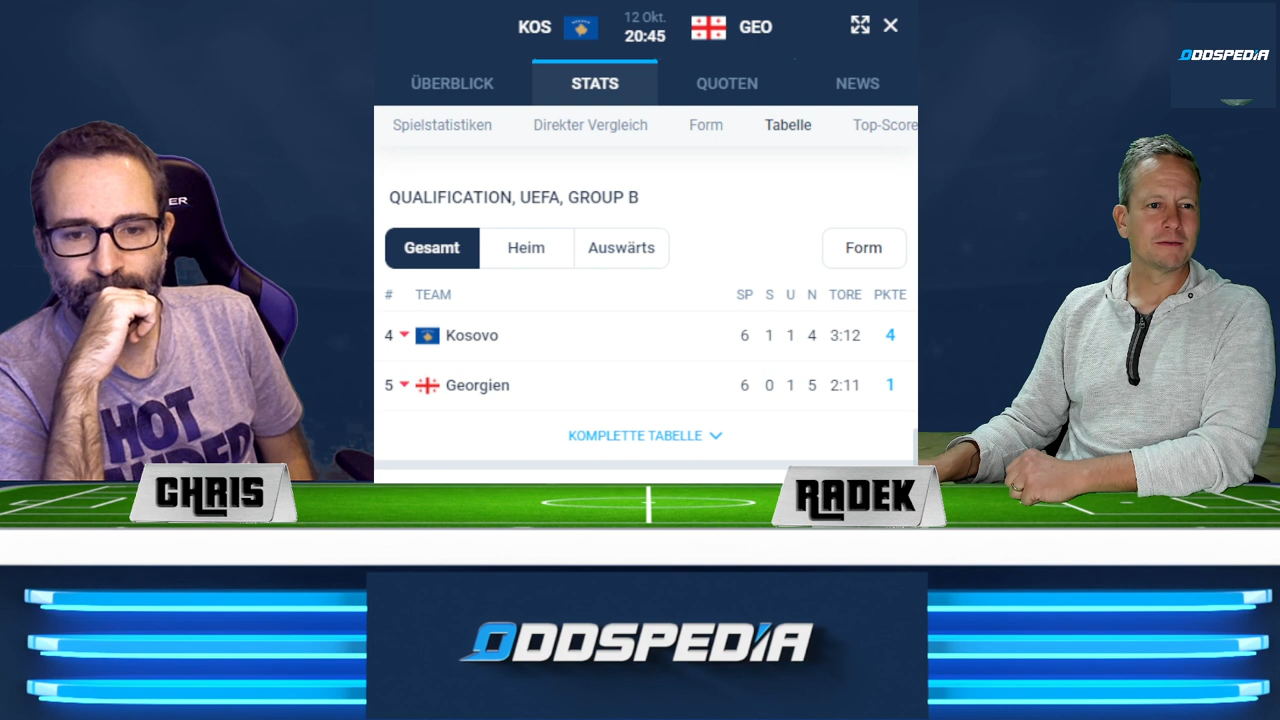 KOS 12 Okt. GEO
20:45
ODDSPEDIA
ÜBERBLICK STATS QUOTEN NEWS
Spielstatistiken Direkter Vergleich Form Tabelle Top-Score
QUALIFICATION, UEFA, GROUP B
Gesamt Heim Auswärts Form
# TEAM SP S U N TORE PKTE
4 Kosovo 6 1 1 4 3:12 4
5 Georgien 6 0 1 5 2:11 1
KOMPLETTE TABELLE
ER
HOT
CHRIS
RADEK
ODDSPEDIA